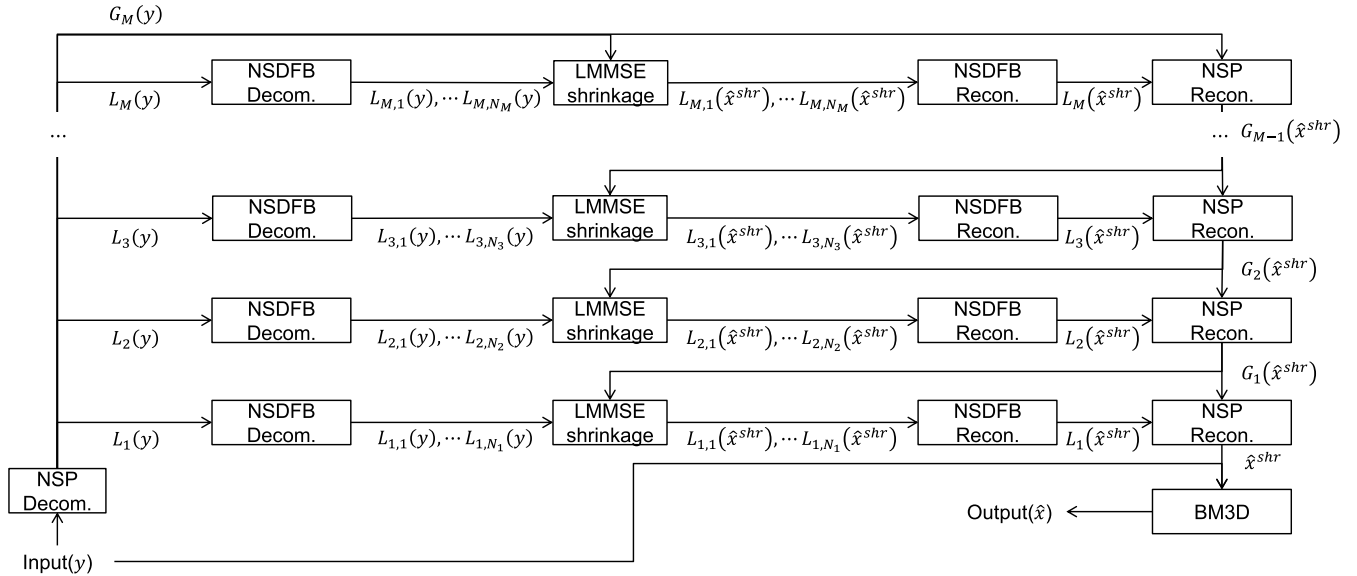 G_M(y)
NSDFB Decom.
LMMSE shrinkage
NSDFB Recon.
NSP Recon.
L_M(y)
L_{M,1}(y), ⋯ L_{M,N_M}(y)
L_{M,1}(x̂^{shr}), ⋯ L_{M,N_M}(x̂^{shr})
L_M(x̂^{shr})
...
... G_{M−1}(x̂^{shr})
NSDFB Decom.
LMMSE shrinkage
NSDFB Recon.
NSP Recon.
L_3(y)
L_{3,1}(y), ⋯ L_{3,N_3}(y)
L_{3,1}(x̂^{shr}), ⋯ L_{3,N_3}(x̂^{shr})
L_3(x̂^{shr})
G_2(x̂^{shr})
NSDFB Decom.
LMMSE shrinkage
NSDFB Recon.
NSP Recon.
L_2(y)
L_{2,1}(y), ⋯ L_{2,N_2}(y)
L_{2,1}(x̂^{shr}), ⋯ L_{2,N_2}(x̂^{shr})
L_2(x̂^{shr})
G_1(x̂^{shr})
NSDFB Decom.
LMMSE shrinkage
NSDFB Recon.
NSP Recon.
L_1(y)
L_{1,1}(y), ⋯ L_{1,N_1}(y)
L_{1,1}(x̂^{shr}), ⋯ L_{1,N_1}(x̂^{shr})
L_1(x̂^{shr})
x̂^{shr}
NSP Decom.
Output(x̂)
BM3D
Input(y)